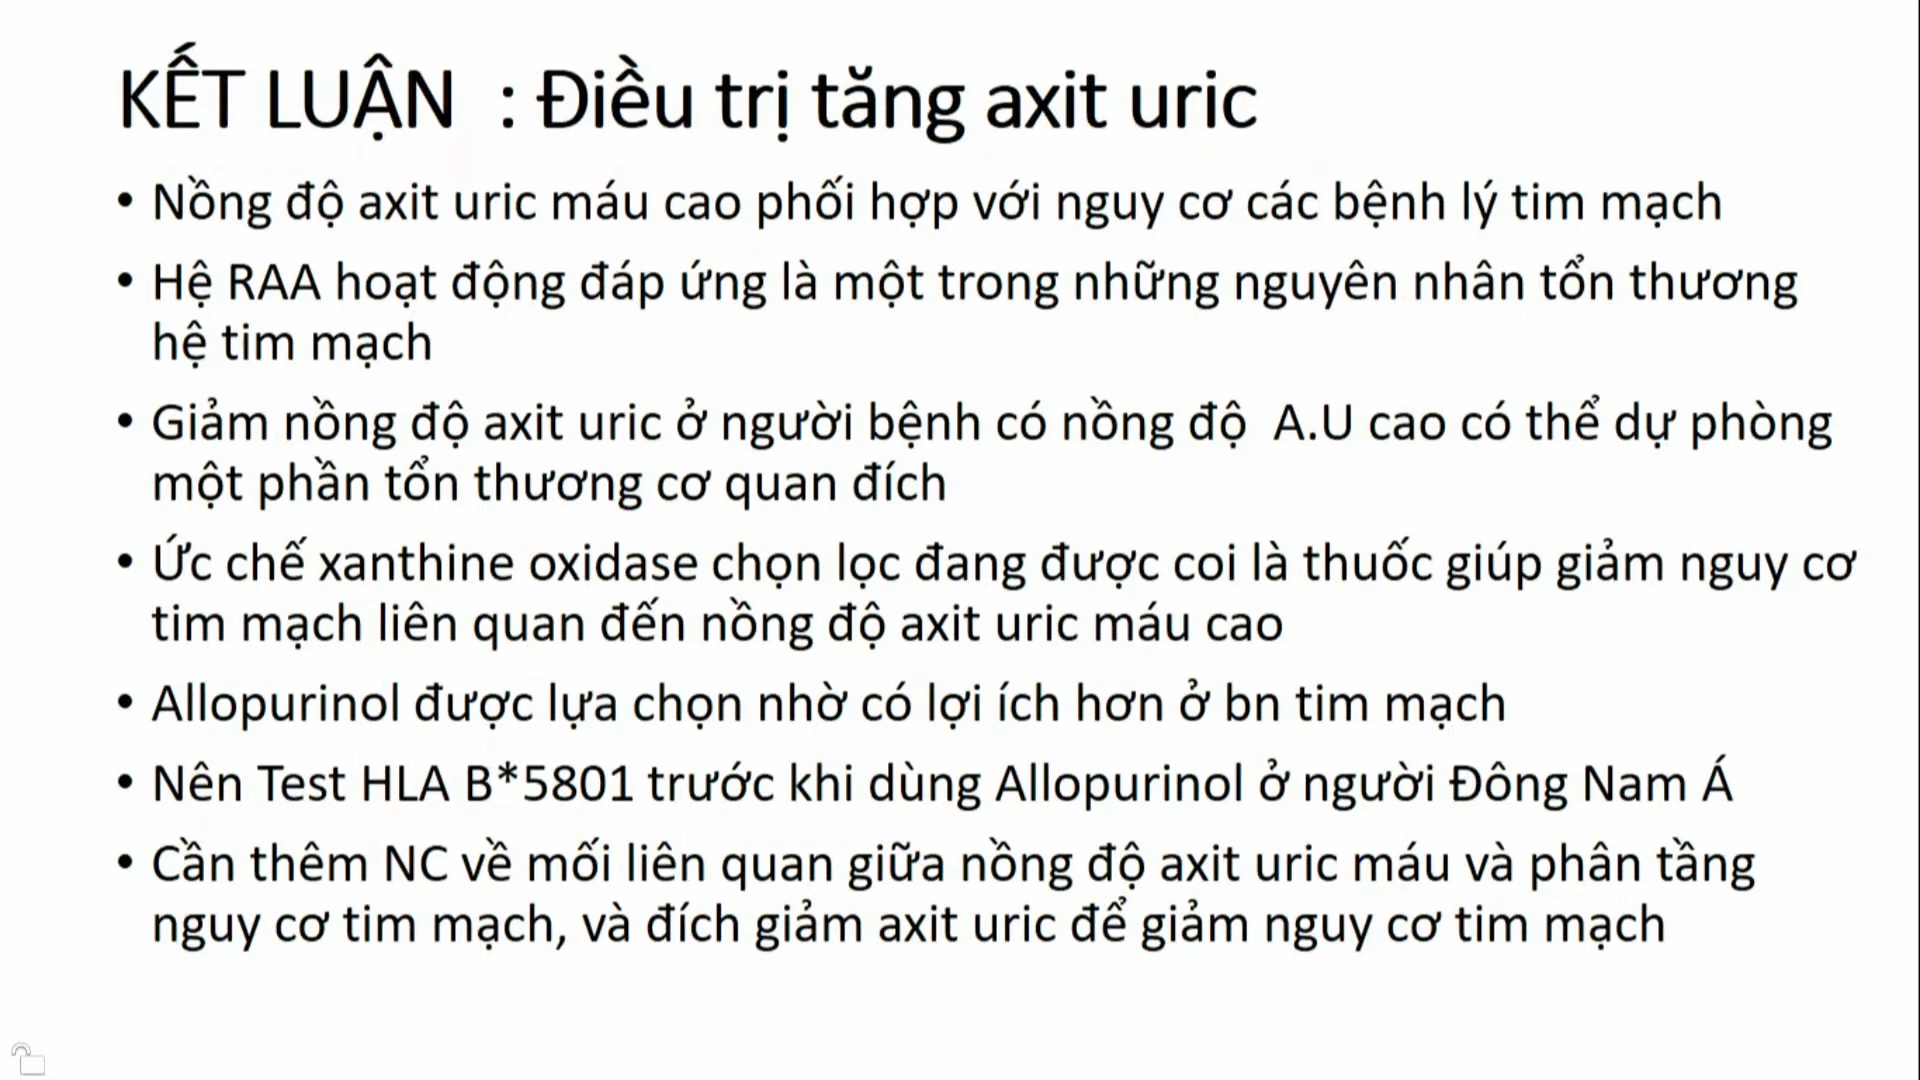 KẾT LUẬN : Điều trị tăng axit uric
• Nồng độ axit uric máu cao phối hợp với nguy cơ các bệnh lý tim mạch
• Hệ RAA hoạt động đáp ứng là một trong những nguyên nhân tổn thương
hệ tim mạch
• Giảm nồng độ axit uric ở người bệnh có nồng độ A.U cao có thể dự phòng
một phần tổn thương cơ quan đích
• Ức chế xanthine oxidase chọn lọc đang được coi là thuốc giúp giảm nguy cơ
tim mạch liên quan đến nồng độ axit uric máu cao
• Allopurinol được lựa chọn nhờ có lợi ích hơn ở bn tim mạch
• Nên Test HLA B*5801 trước khi dùng Allopurinol ở người Đông Nam Á
• Cần thêm NC về mối liên quan giữa nồng độ axit uric máu và phân tầng
nguy cơ tim mạch, và đích giảm axit uric để giảm nguy cơ tim mạch